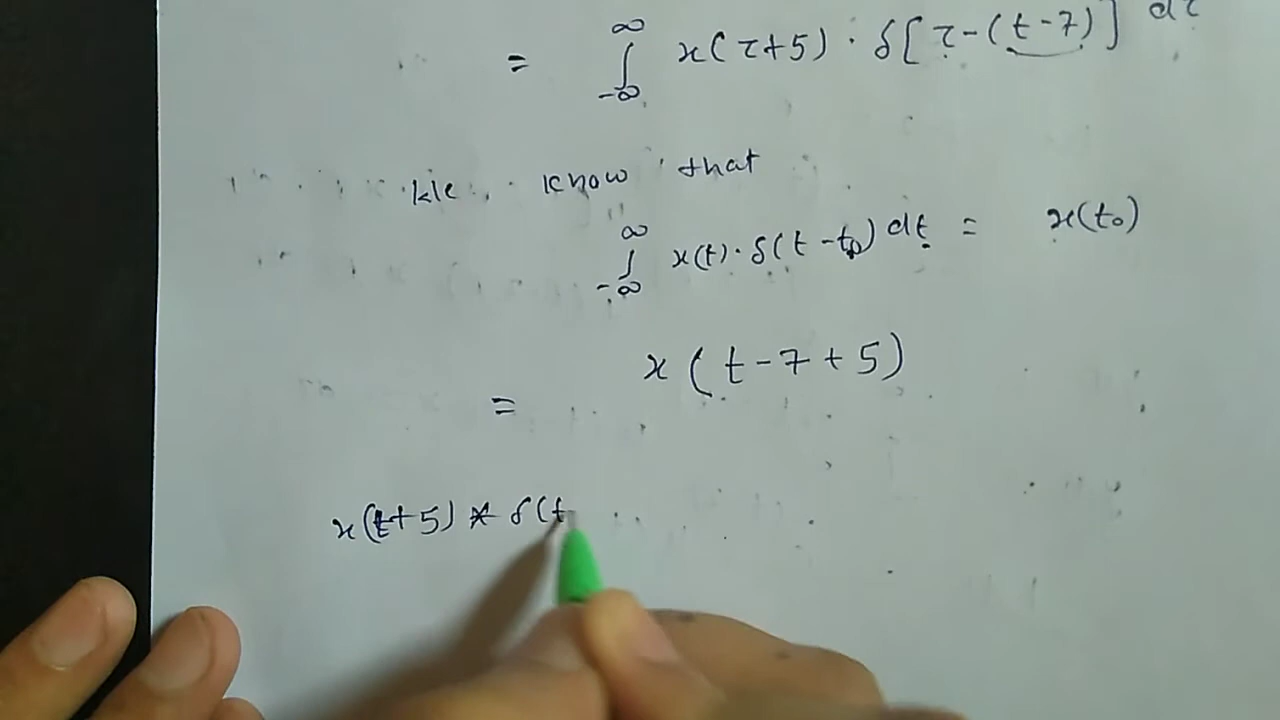 = ∫_{-∞}^{∞} x(τ+5) · δ[τ-(t-7)] dτ
We know that
∫_{-∞}^{∞} x(t) · δ(t-t₀) dt = x(t₀)
= x(t-7+5)
x(t+5) * δ(t